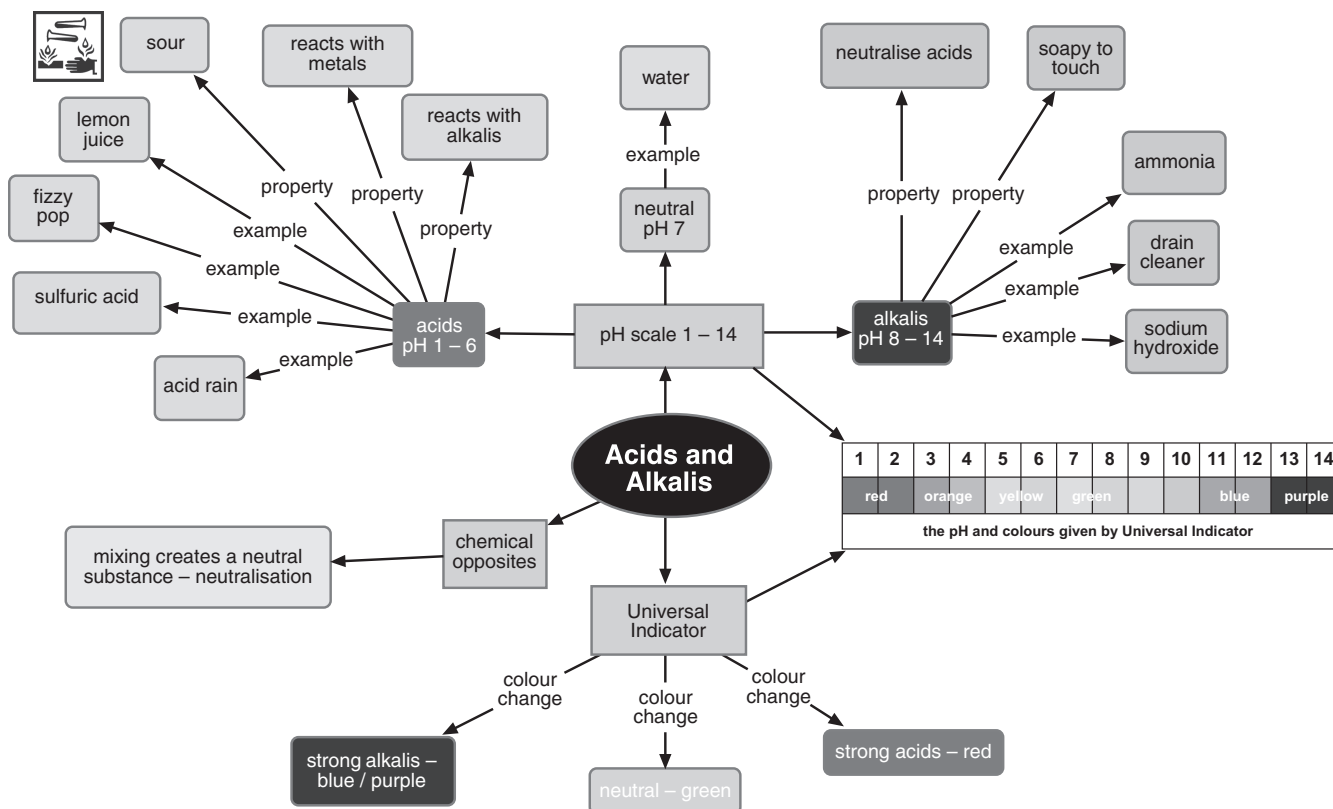 sour
reacts with
metals
reacts with
alkalis
lemon
juice
fizzy
pop
sulfuric acid
acid rain
property
property
property
example
example
example
example
acids
pH 1 – 6
water
example
neutral
pH 7
pH scale 1 – 14
neutralise acids
soapy to
touch
ammonia
drain
cleaner
sodium
hydroxide
property
property
example
example
example
alkalis
pH 8 – 14
Acids and
Alkalis
1 2 3 4 5 6 7 8 9 10 11 12 13 14
red orange yellow green blue purple
the pH and colours given by Universal Indicator
chemical
opposites
mixing creates a neutral
substance – neutralisation
Universal
Indicator
colour
change
colour
change
colour
change
strong alkalis –
blue / purple
neutral – green
strong acids – red